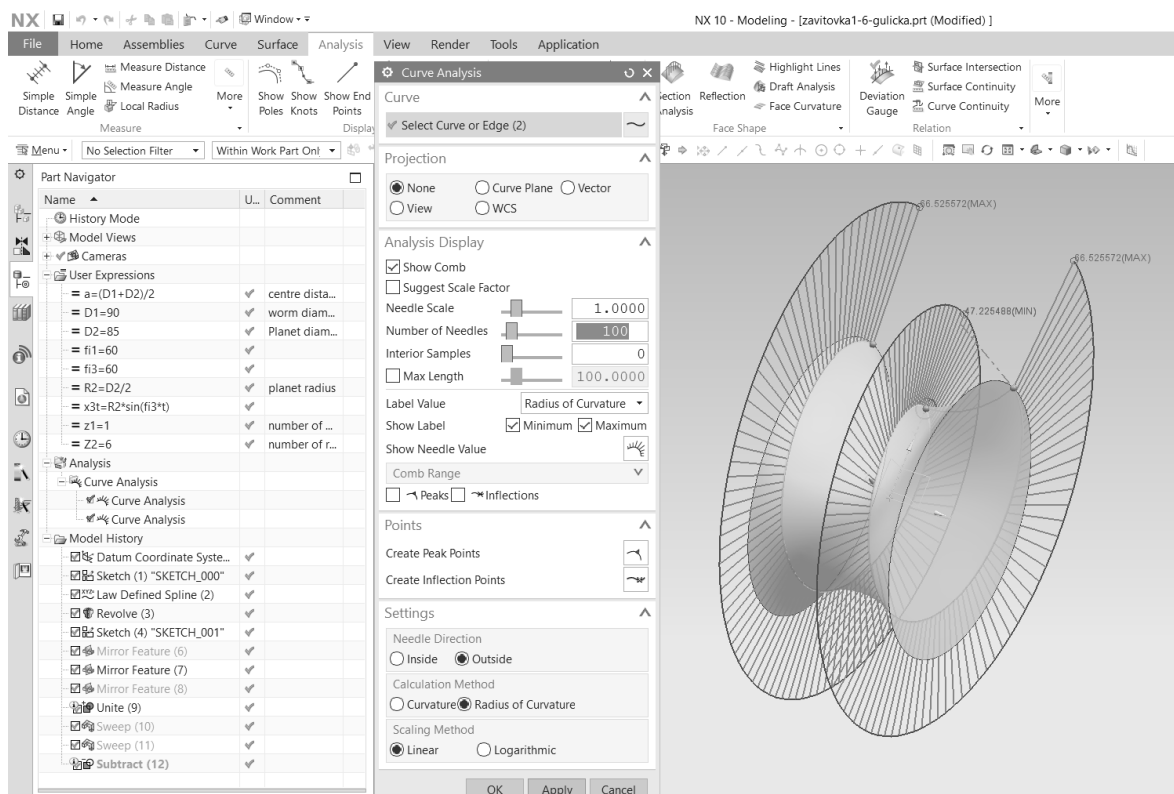 NX Window
NX 10 - Modeling - [zavitovka1-6-gulicka.prt (Modified) ]
File Home Assemblies Curve Surface Analysis View Render Tools Application
Simple Distance
Simple Angle
Measure Distance
Measure Angle
Local Radius
More
Measure
Show Poles
Show Knots
Show End Points
Display
Reflection
Highlight Lines
Draft Analysis
Face Curvature
Face Shape
Deviation Gauge
Surface Intersection
Surface Continuity
Curve Continuity
More
Relation
Menu No Selection Filter Within Work Part Onl
Part Navigator
Name U... Comment
History Mode
Model Views
Cameras
User Expressions
a=(D1+D2)/2 centre dista...
D1=90 worm diam...
D2=85 Planet diam...
fi1=60
fi3=60
R2=D2/2 planet radius
x3t=R2*sin(fi3*t)
z1=1 number of ...
Z2=6 number of r...
Analysis
Curve Analysis
Curve Analysis
Curve Analysis
Model History
Datum Coordinate Syste...
Sketch (1) "SKETCH_000"
Law Defined Spline (2)
Revolve (3)
Sketch (4) "SKETCH_001"
Mirror Feature (6)
Mirror Feature (7)
Mirror Feature (8)
Unite (9)
Sweep (10)
Sweep (11)
Subtract (12)
Curve Analysis
Curve
Select Curve or Edge (2)
Projection
None Curve Plane Vector
View WCS
Analysis Display
Show Comb
Suggest Scale Factor
Needle Scale 1.0000
Number of Needles 100
Interior Samples 0
Max Length 100.0000
Label Value Radius of Curvature
Show Label Minimum Maximum
Show Needle Value
Comb Range
Peaks Inflections
Points
Create Peak Points
Create Inflection Points
Settings
Needle Direction
Inside Outside
Calculation Method
Curvature Radius of Curvature
Scaling Method
Linear Logarithmic
OK Apply Cancel
66.525572(MAX)
66.525572(MAX)
47.225488(MIN)